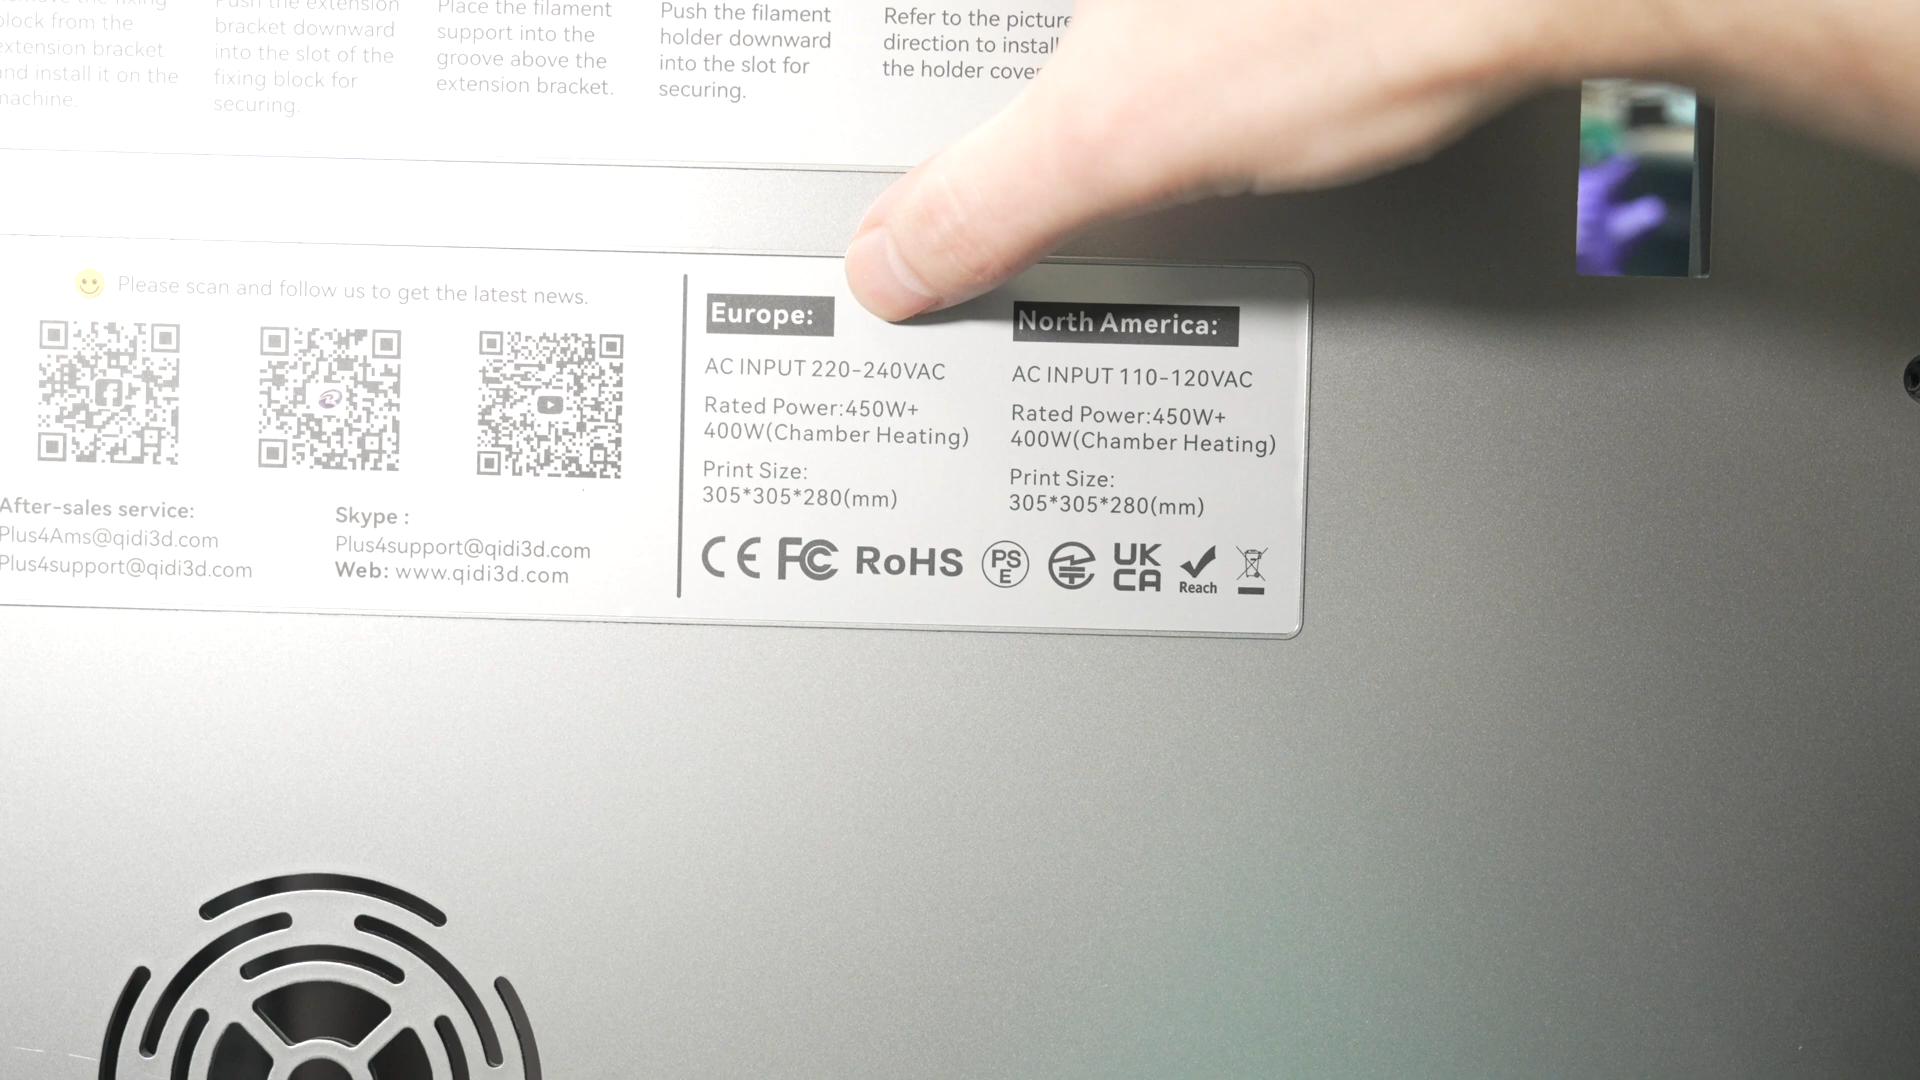 block from the
extension bracket
and install it on the
machine.
Push the extension
bracket downward
into the slot of the
fixing block for
securing.
Place the filament
support into the
groove above the
extension bracket.
Push the filament
holder downward
into the slot for
securing.
Refer to the picture
direction to install
the holder cover
Please scan and follow us to get the latest news.
After-sales service:
Plus4Ams@qidi3d.com
Plus4support@qidi3d.com
Skype :
Plus4support@qidi3d.com
Web: www.qidi3d.com
Europe:
AC INPUT 220-240VAC
Rated Power:450W+
400W(Chamber Heating)
Print Size:
305*305*280(mm)
North America:
AC INPUT 110-120VAC
Rated Power:450W+
400W(Chamber Heating)
Print Size:
305*305*280(mm)
CE FC RoHS PS E UK CA Reach